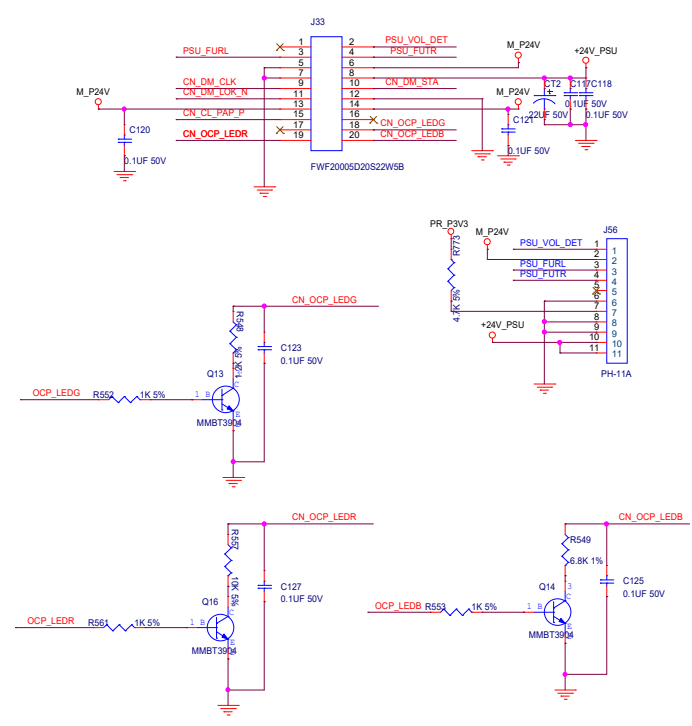 J33
1 2 PSU_VOL_DET
PSU_FURL 3 4 PSU_FUTR
5 6 M_P24V +24V_PSU
7 8
CN_DM_CLK 9 10 CN_DM_STA CT2 C117 C118
CN_DM_LOK_N 11 12
M_P24V 13 14 M_P24V 22UF 50V 0.1UF 50V 0.1UF 50V
CN_CL_PAP_P 15 16
C120 17 18 CN_OCP_LEDG C121
CN_OCP_LEDR 19 20 CN_OCP_LEDB
0.1UF 50V FWF20005D20S22W5B 0.1UF 50V
PR_P3V3 M_P24V J56
R773 4.7K 5%
PSU_VOL_DET 1 1
2 2
PSU_FURL 3 3
PSU_FUTR 4 4
5 5
6 6
7 7
8 8
+24V_PSU 9 9
10 10
11 11
PH-11A
CN_OCP_LEDG
R548
C123
0.1UF 50V
Q13 C
OCP_LEDG R552 1K 5% 1 B
E
MMBT3904
CN_OCP_LEDR
R557 10K 5%
C127
0.1UF 50V
Q16 C
OCP_LEDR R561 1K 5% 1 B
MMBT3904
CN_OCP_LEDB
R549
6.8K 1%
C125
0.1UF 50V
Q14 3 C
OCP_LEDB R553 1K 5% 1 B
MMBT3904